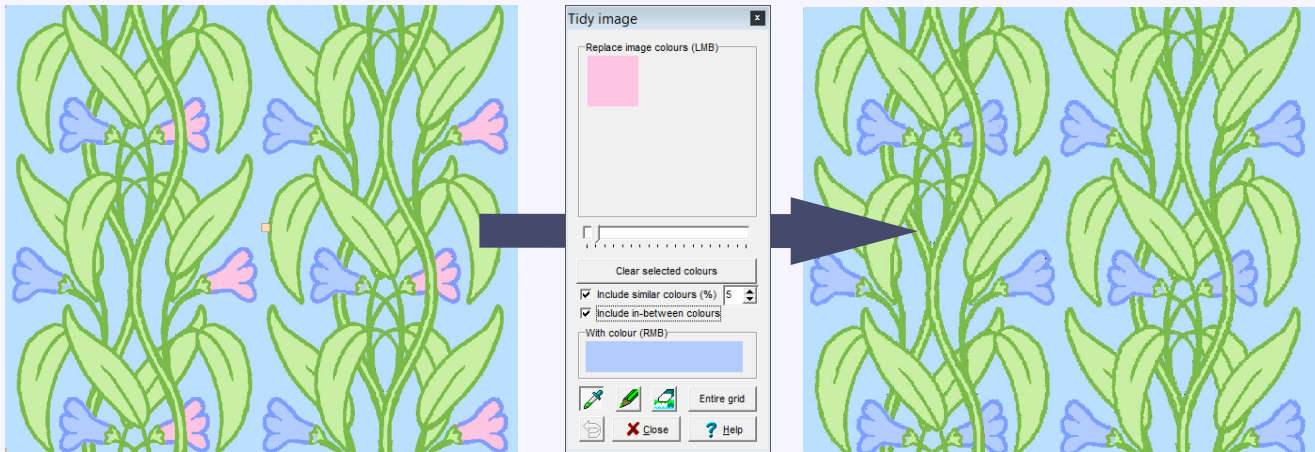 Tidy image
Replace image colours (LMB)
Clear selected colours
Include similar colours (%) 5
Include in-between colours
With colour (RMB)
Entire grid
Close
? Help